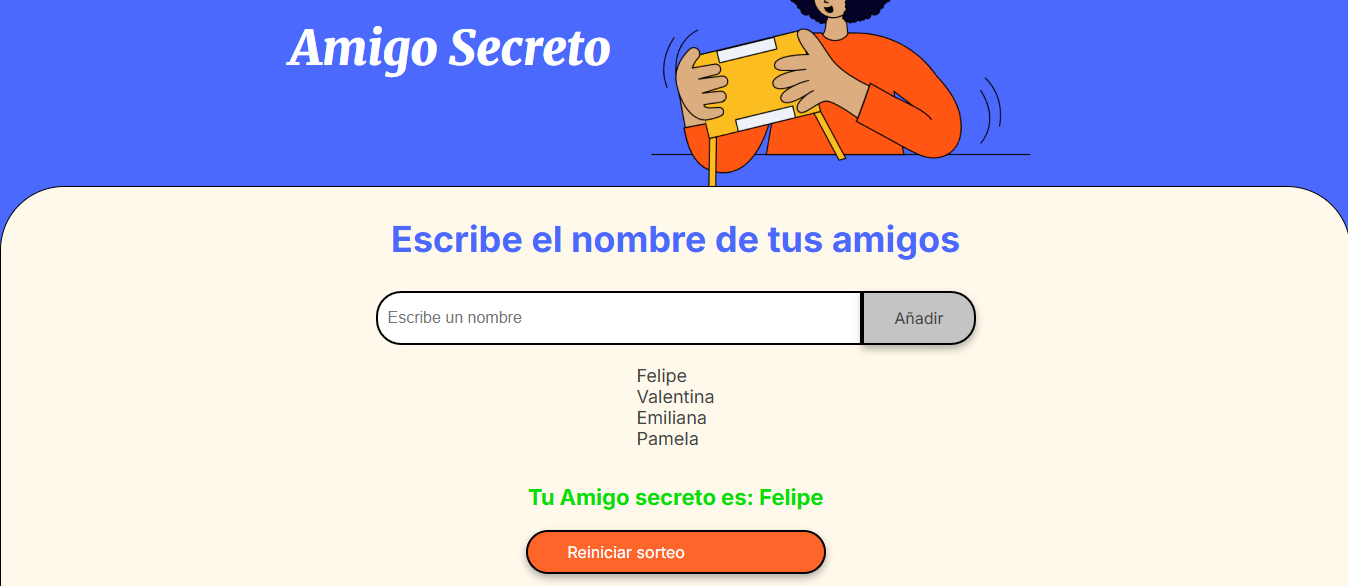 Amigo Secreto
Escribe el nombre de tus amigos
Escribe un nombre
Añadir
Felipe
Valentina
Emiliana
Pamela
Tu Amigo secreto es: Felipe
Reiniciar sorteo